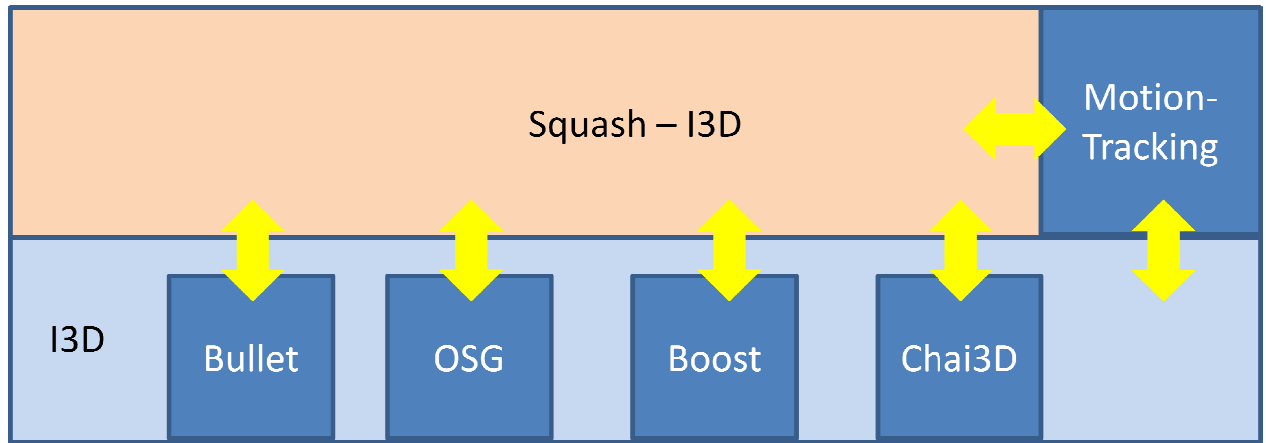 Squash – I3D
Motion-
Tracking
I3D
Bullet
OSG
Boost
Chai3D